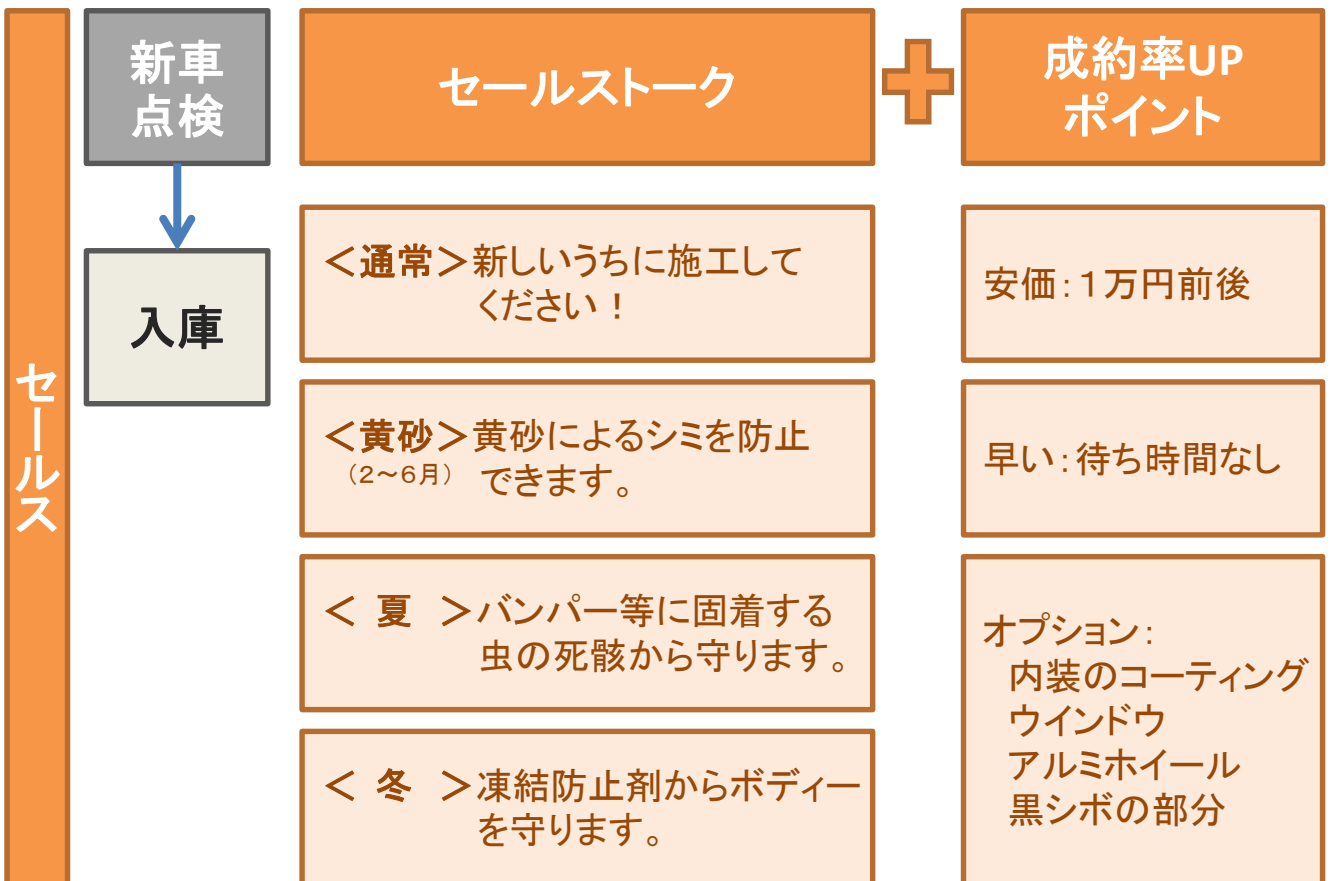 セールス
新車
点検
入庫
セールストーク
成約率UP
ポイント
＜通常＞新しいうちに施工して
ください！
＜黄砂＞黄砂によるシミを防止
（2～6月） できます。
＜ 夏 ＞バンパー等に固着する
虫の死骸から守ります。
＜ 冬 ＞凍結防止剤からボディー
を守ります。
安価：１万円前後
早い：待ち時間なし
オプション：
内装のコーティング
ウインドウ
アルミホイール
黒シボの部分